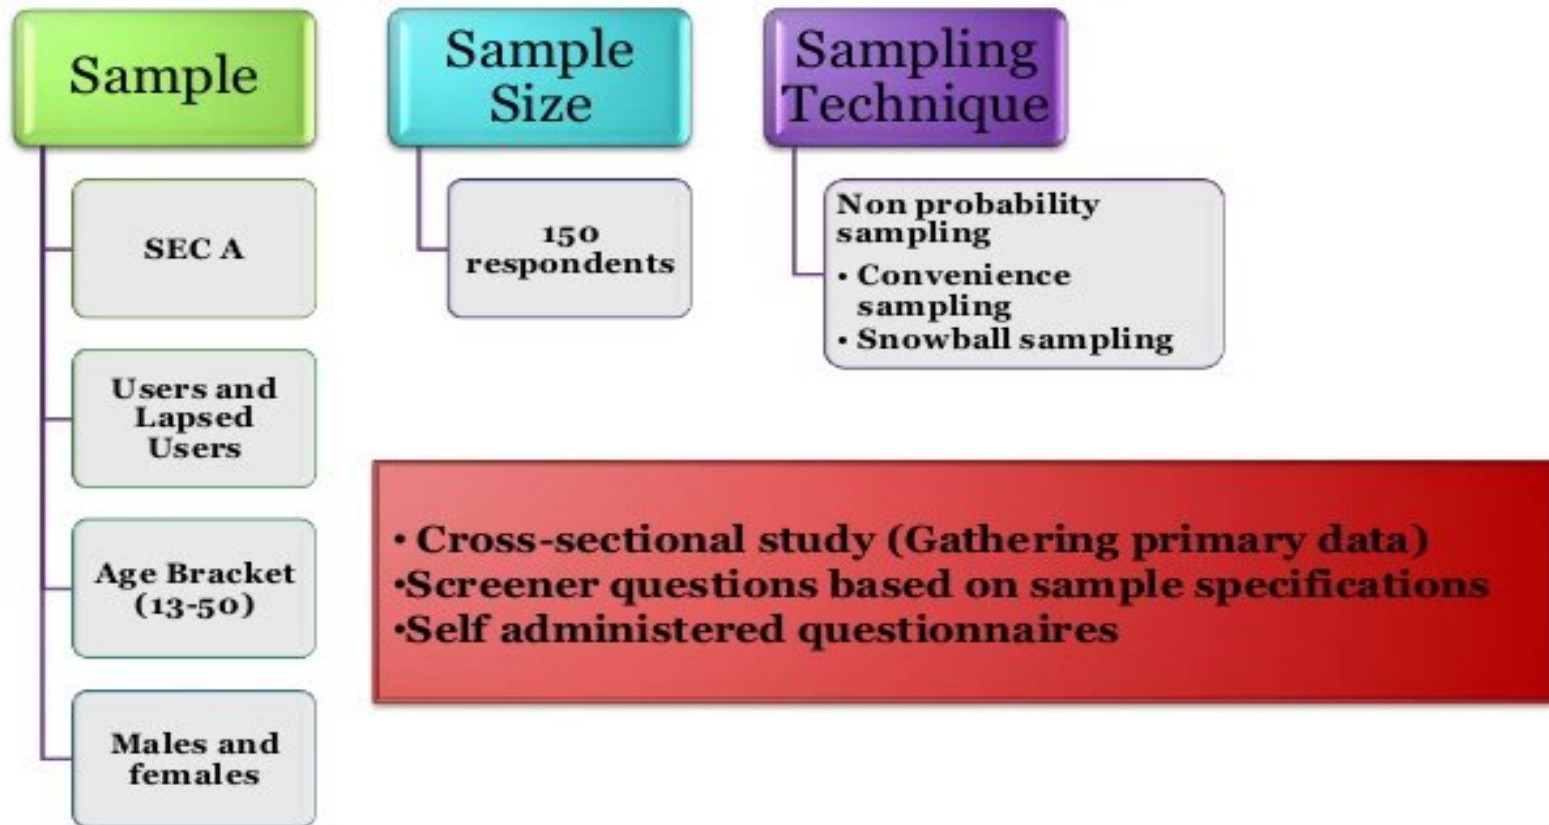 Sample
SEC A
Users and
Lapsed
Users
Age Bracket
(13-50)
Males and
females
Sample
Size
150
respondents
Sampling
Technique
Non probability
sampling
• Convenience
sampling
• Snowball sampling
• Cross-sectional study (Gathering primary data)
•Screener questions based on sample specifications
•Self administered questionnaires